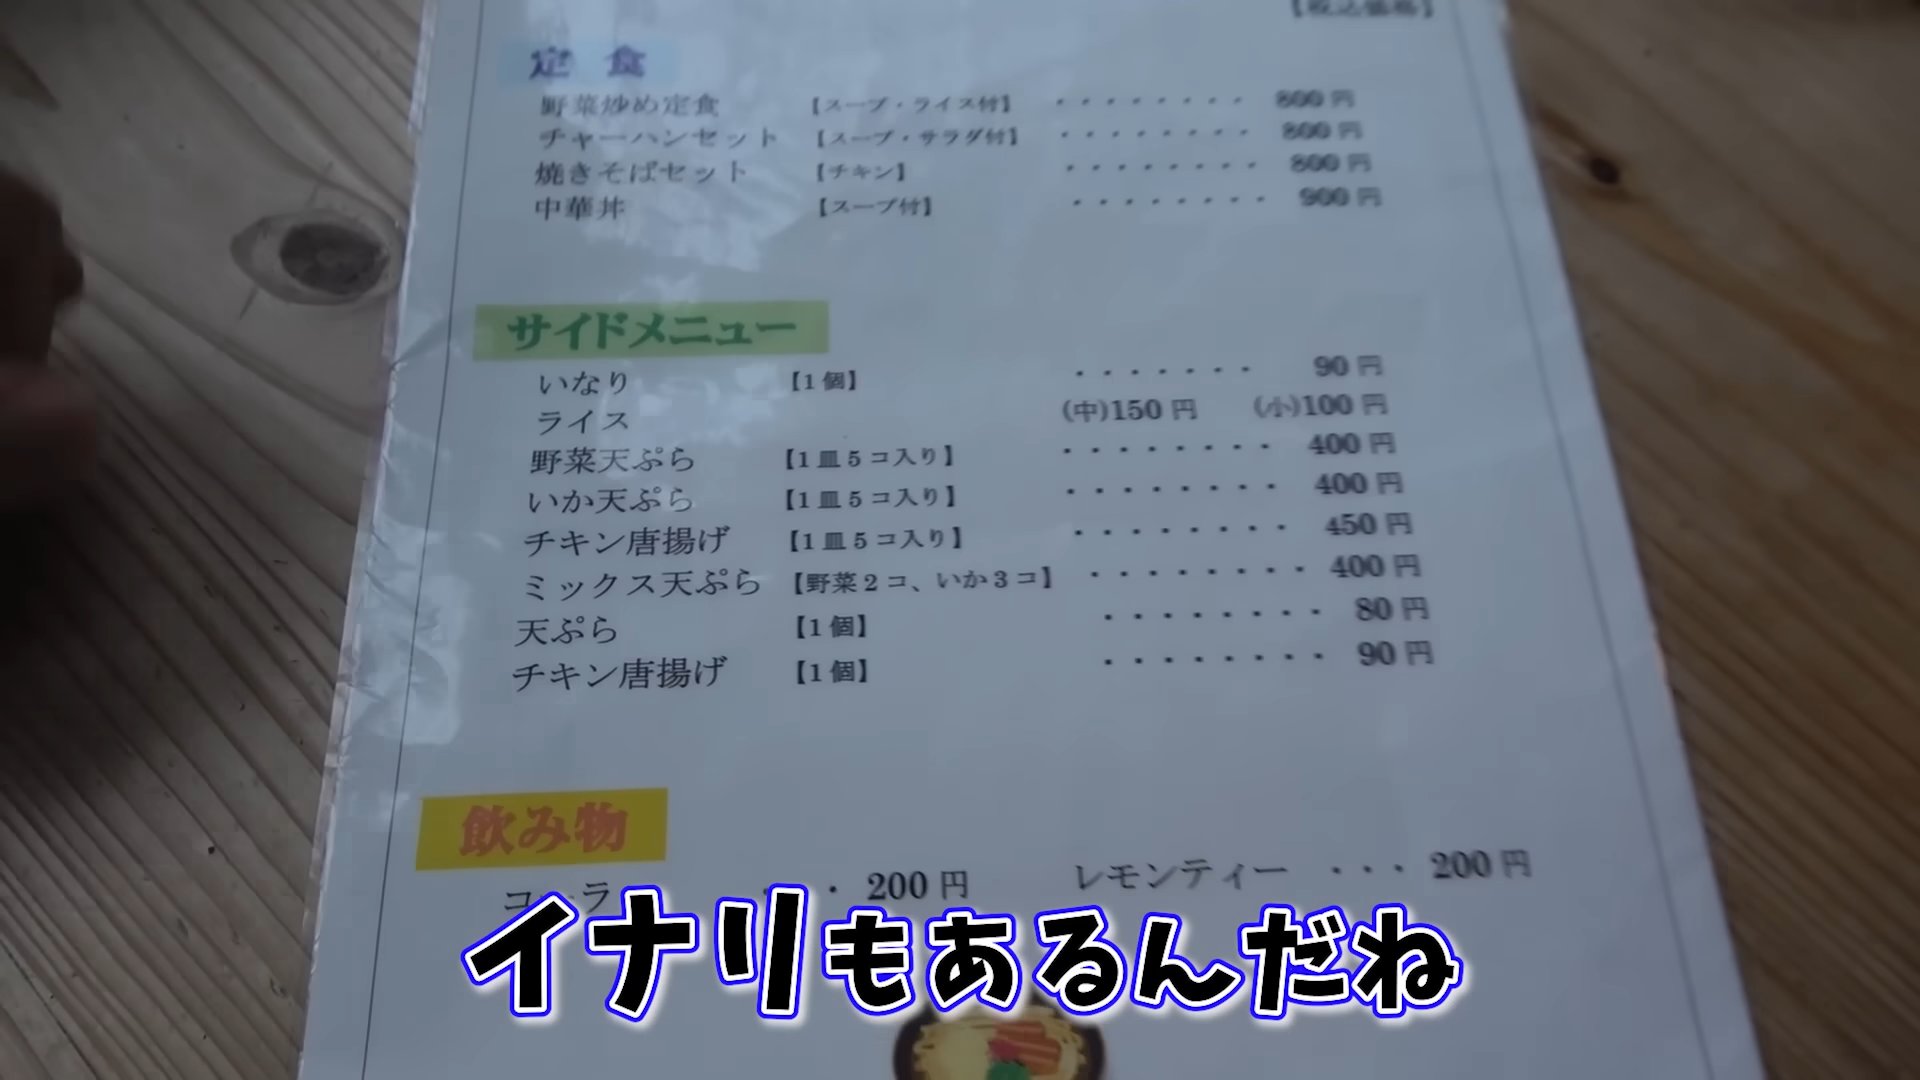 【税込価格】
定 食
野菜炒め定食 【スープ・ライス付】 ・・・・・・・・ 800円
チャーハンセット 【スープ・サラダ付】 ・・・・・・・・ 800円
焼きそばセット 【チキン】 ・・・・・・・・ 800円
中華丼 【スープ付】 ・・・・・・・・ 900円
サイドメニュー
いなり 【1個】 ・・・・・・・ 90円
ライス (中)150円 (小)100円
野菜天ぷら 【1皿5コ入り】 ・・・・・・・・ 400円
いか天ぷら 【1皿5コ入り】 ・・・・・・・・ 400円
チキン唐揚げ 【1皿5コ入り】 ・・・・・・・・ 450円
ミックス天ぷら 【野菜2コ、いか3コ】 ・・・・・・・・ 400円
天ぷら 【1個】 ・・・・・・・・ 80円
チキン唐揚げ 【1個】 ・・・・・・・・ 90円
飲み物
コーラ ・・・ 200円 レモンティー ・・・ 200円
イナリもあるんだね